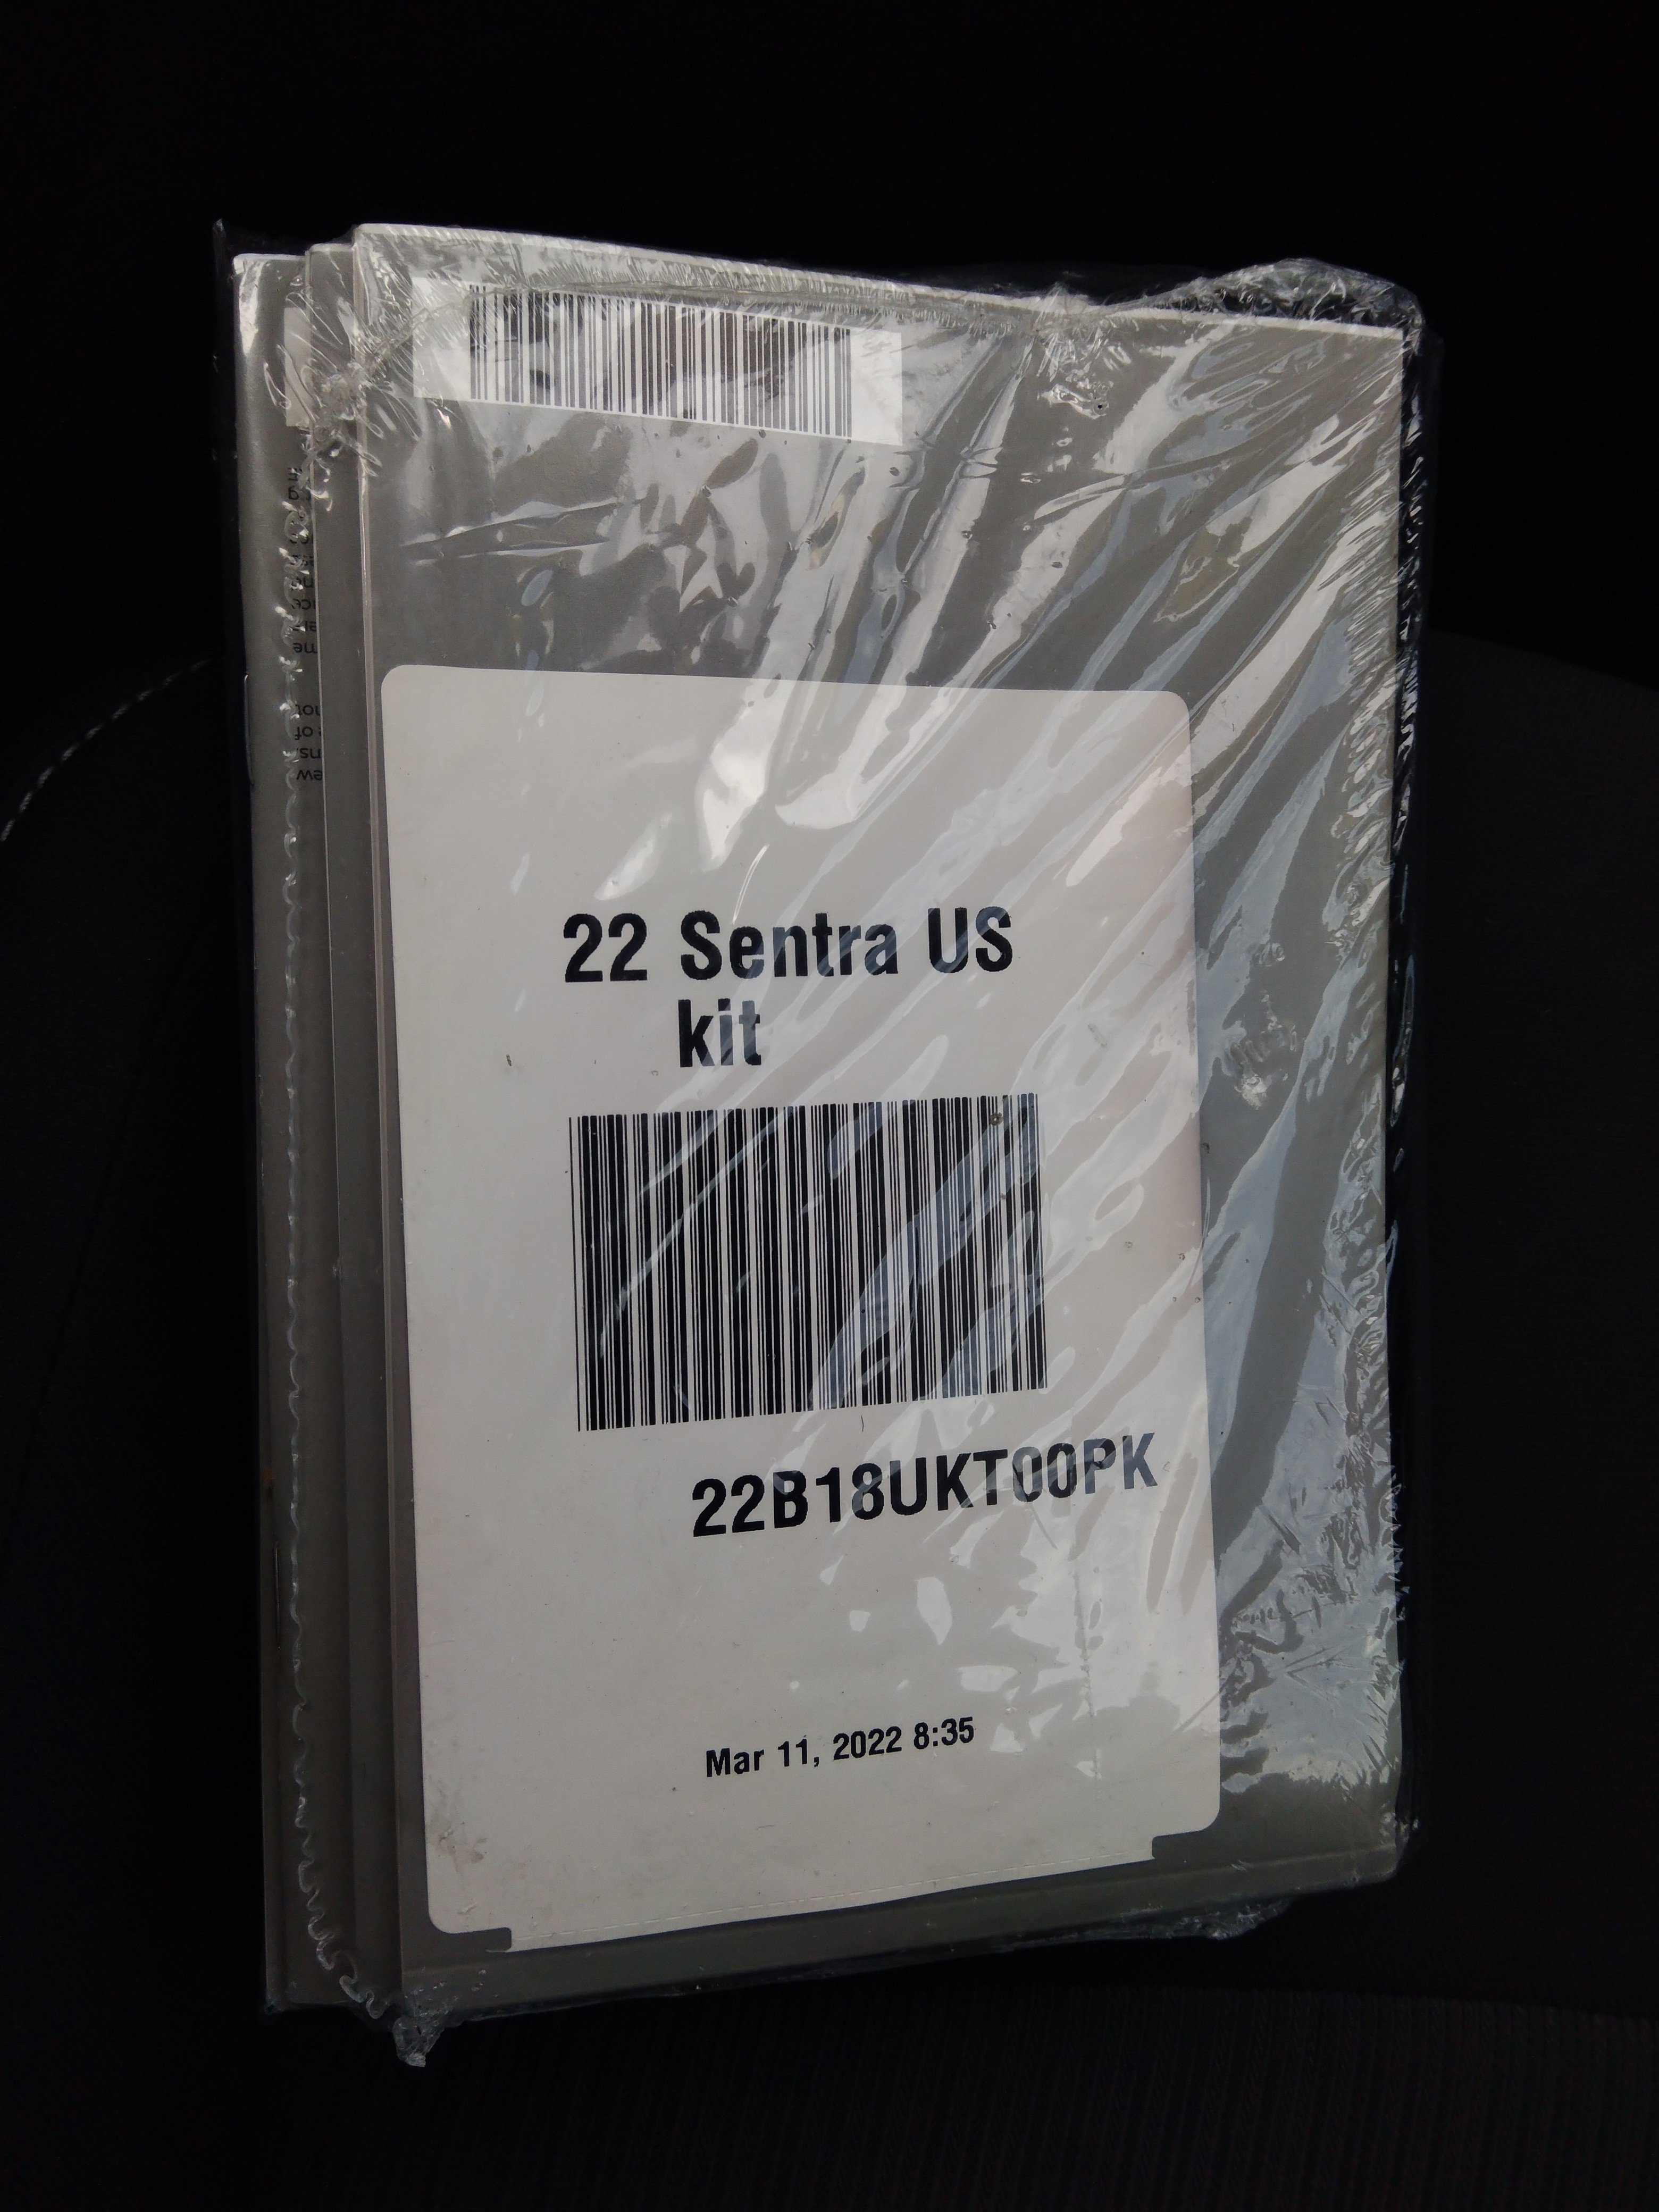 22 Sentra US
kit
22B18UKT00PK
Mar 11, 2022 8:35